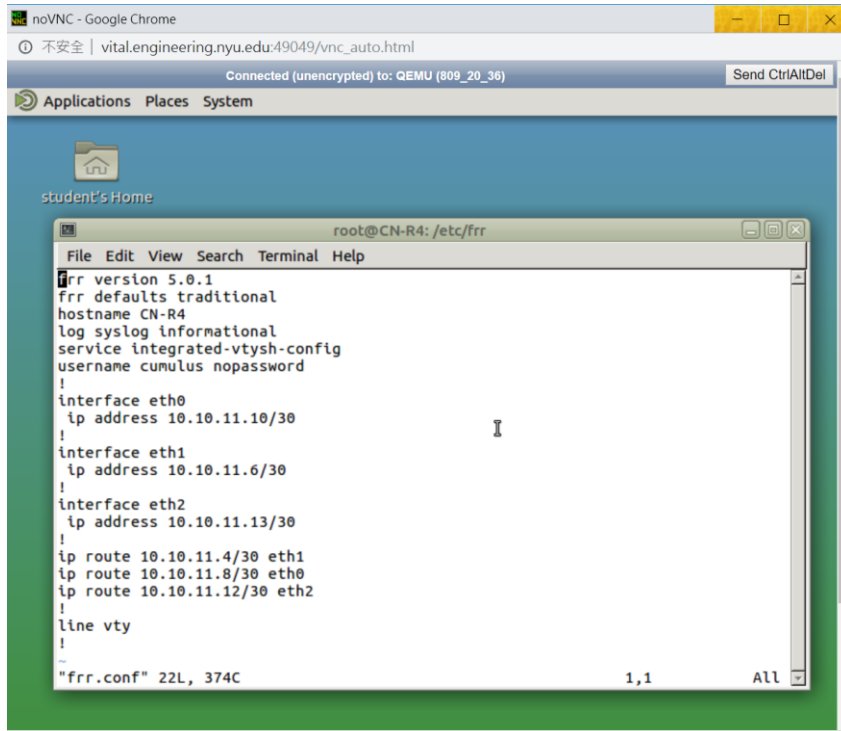 noVNC - Google Chrome
不安全 | vital.engineering.nyu.edu:49049/vnc_auto.html
Connected (unencrypted) to: QEMU (809_20_36)
Send CtrlAltDel
Applications Places System
student's Home
root@CN-R4: /etc/frr
File Edit View Search Terminal Help
frr version 5.0.1
frr defaults traditional
hostname CN-R4
log syslog informational
service integrated-vtysh-config
username cumulus nopassword
!
interface eth0
 ip address 10.10.11.10/30
!
interface eth1
 ip address 10.10.11.6/30
!
interface eth2
 ip address 10.10.11.13/30
!
ip route 10.10.11.4/30 eth1
ip route 10.10.11.8/30 eth0
ip route 10.10.11.12/30 eth2
!
line vty
!
~
"frr.conf" 22L, 374C 1,1 All